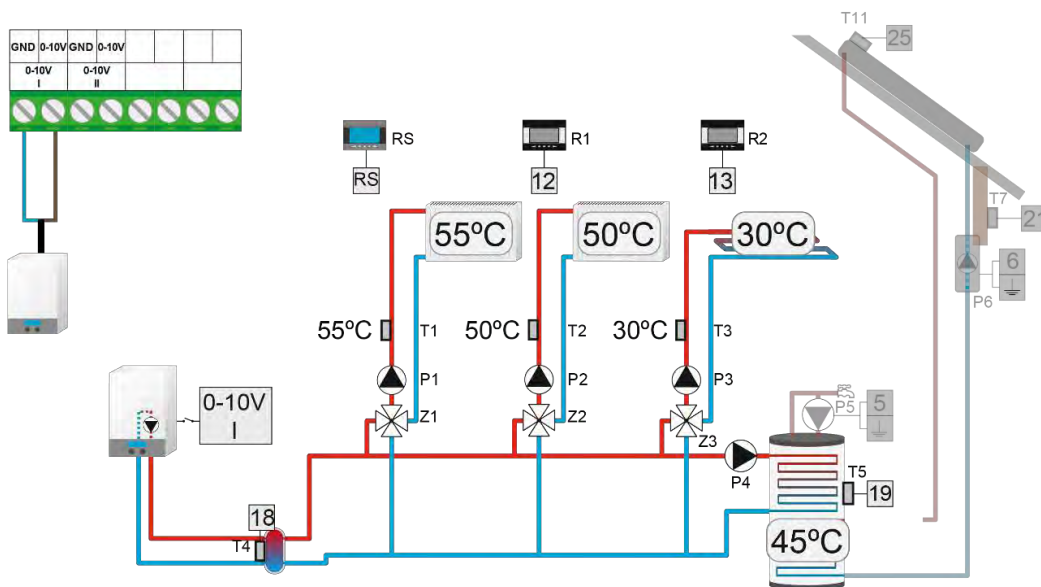 GND 0-10V GND 0-10V
0-10V 0-10V
I II
T11
25
RS
R1
R2
RS
12
13
T7
21
55ºC
50ºC
30ºC
6
P6
55ºC
T1
50ºC
T2
30ºC
T3
P1
P2
P3
P5
5
0-10V
I
Z1
Z2
Z3
P4
T5
19
18
T4
45ºC